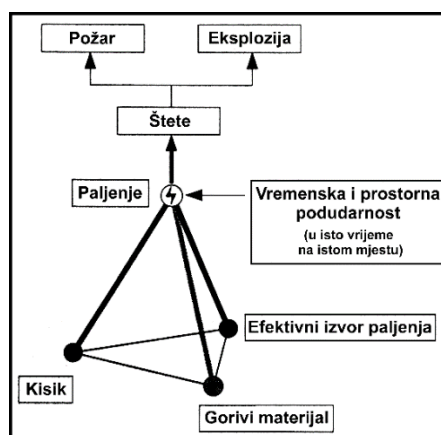 Požar
Eksplozija
Štete
Paljenje
Vremenska i prostorna
podudarnost
(u isto vrijeme
na istom mjestu)
Efektivni izvor paljenja
Kisik
Gorivi materijal